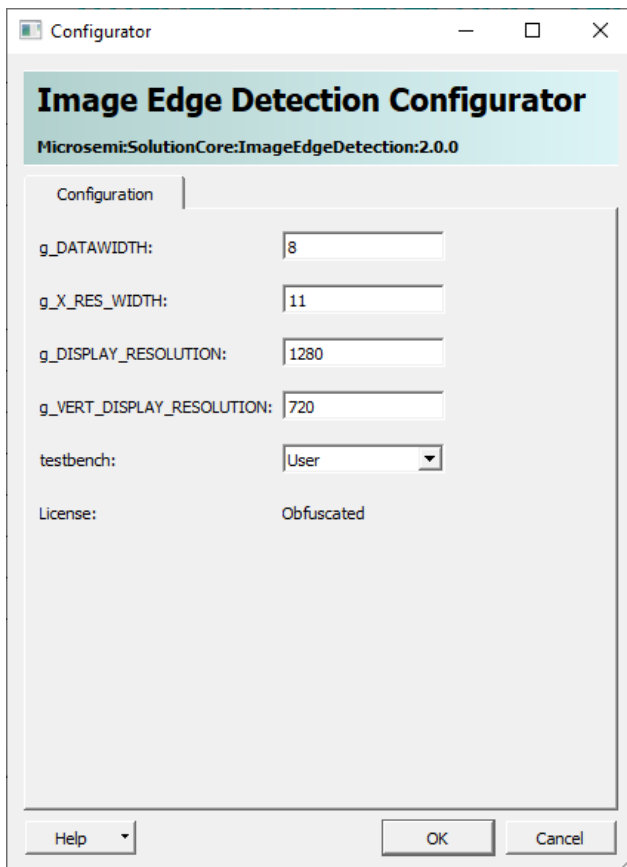 Configurator
Image Edge Detection Configurator
Microsemi:SolutionCore:ImageEdgeDetection:2.0.0
Configuration
g_DATAWIDTH: 8
g_X_RES_WIDTH: 11
g_DISPLAY_RESOLUTION: 1280
g_VERT_DISPLAY_RESOLUTION: 720
testbench: User
License: Obfuscated
Help OK Cancel